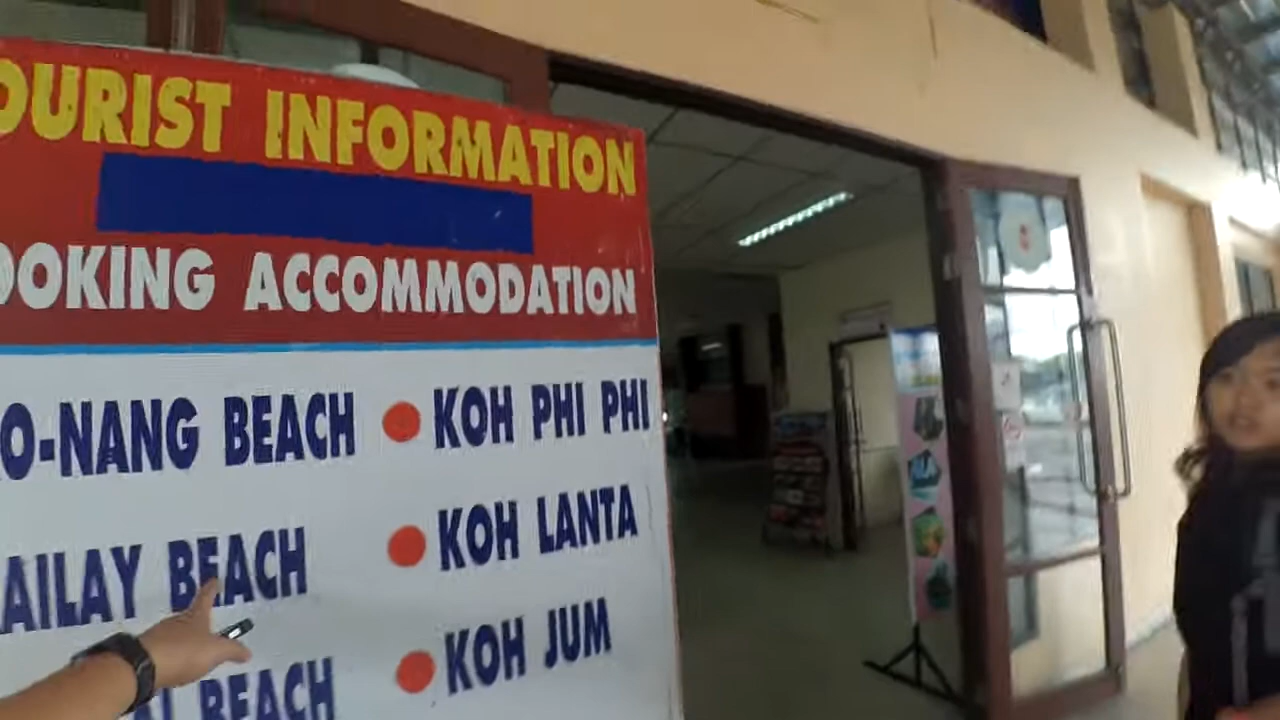 OURIST INFORMATION
OOKING ACCOMMODATION
O-NANG BEACH • KOH PHI PHI
AILAY BEACH • KOH LANTA
BEACH • KOH JUM